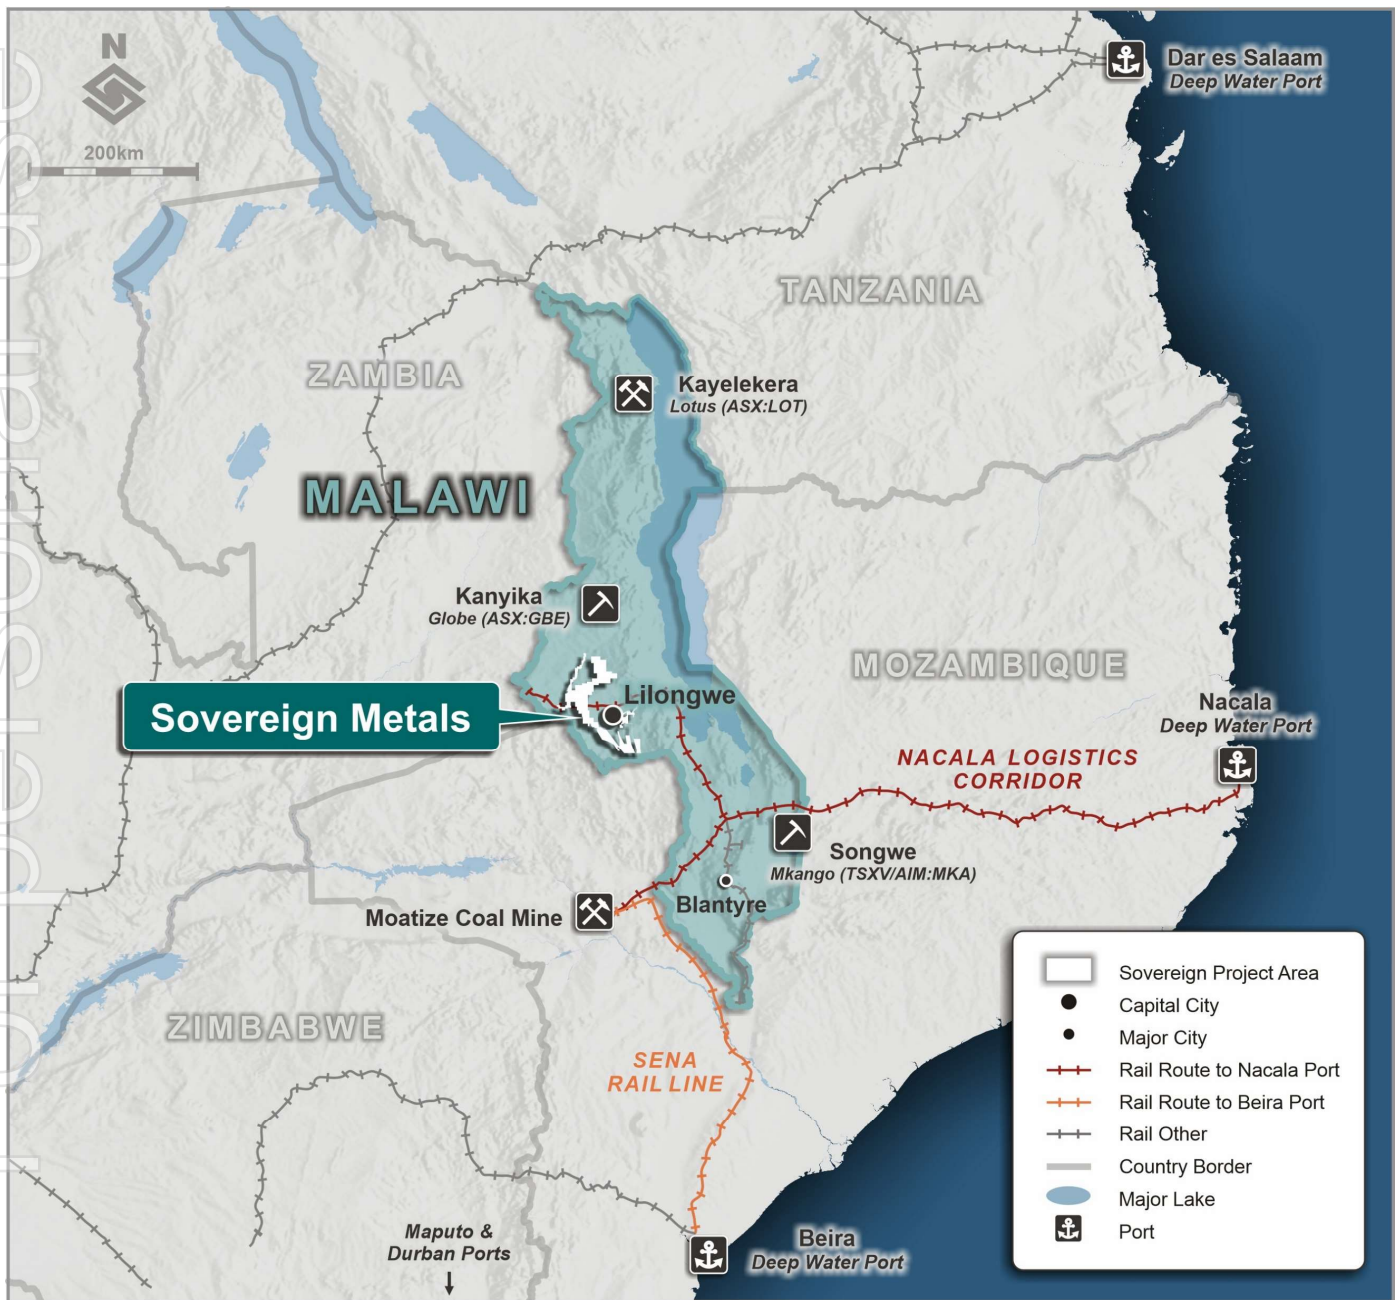 N
200km
Dar es Salaam
Deep Water Port
TANZANIA
ZAMBIA
Kayelekera
Lotus (ASX:LOT)
MALAWI
Kanyika
Globe (ASX:GBE)
MOZAMBIQUE
Lilongwe
Sovereign Metals
Nacala
Deep Water Port
NACALA LOGISTICS
CORRIDOR
Songwe
Mkango (TSXV/AIM:MKA)
Blantyre
Moatize Coal Mine
ZIMBABWE
SENA
RAIL LINE
Maputo &
Durban Ports
Beira
Deep Water Port
Sovereign Project Area
Capital City
Major City
Rail Route to Nacala Port
Rail Route to Beira Port
Rail Other
Country Border
Major Lake
Port